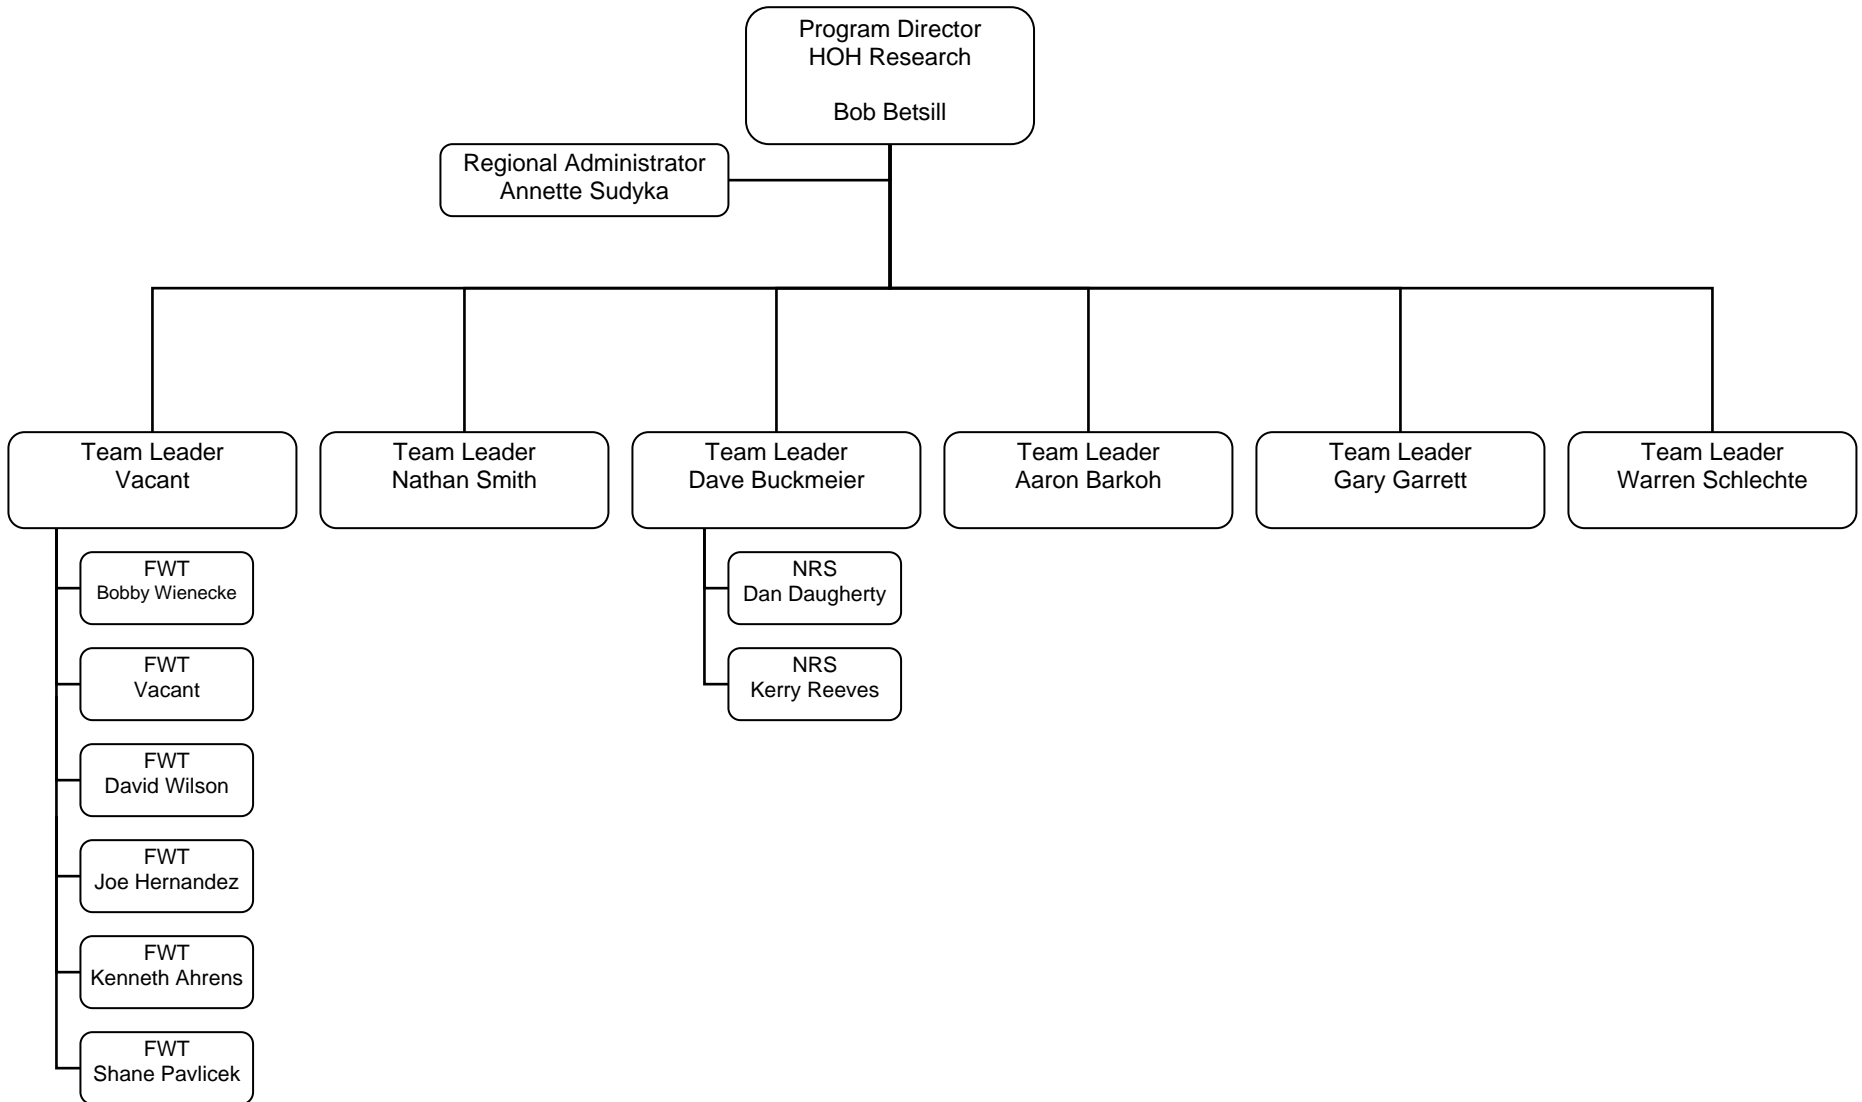 Program Director
HOH Research
Bob Betsill
Regional Administrator
Annette Sudyka
Team Leader
Vacant
Team Leader
Nathan Smith
Team Leader
Dave Buckmeier
Team Leader
Aaron Barkoh
Team Leader
Gary Garrett
Team Leader
Warren Schlechte
FWT
Bobby Wienecke
FWT
Vacant
FWT
David Wilson
FWT
Joe Hernandez
FWT
Kenneth Ahrens
FWT
Shane Pavlicek
NRS
Dan Daugherty
NRS
Kerry Reeves